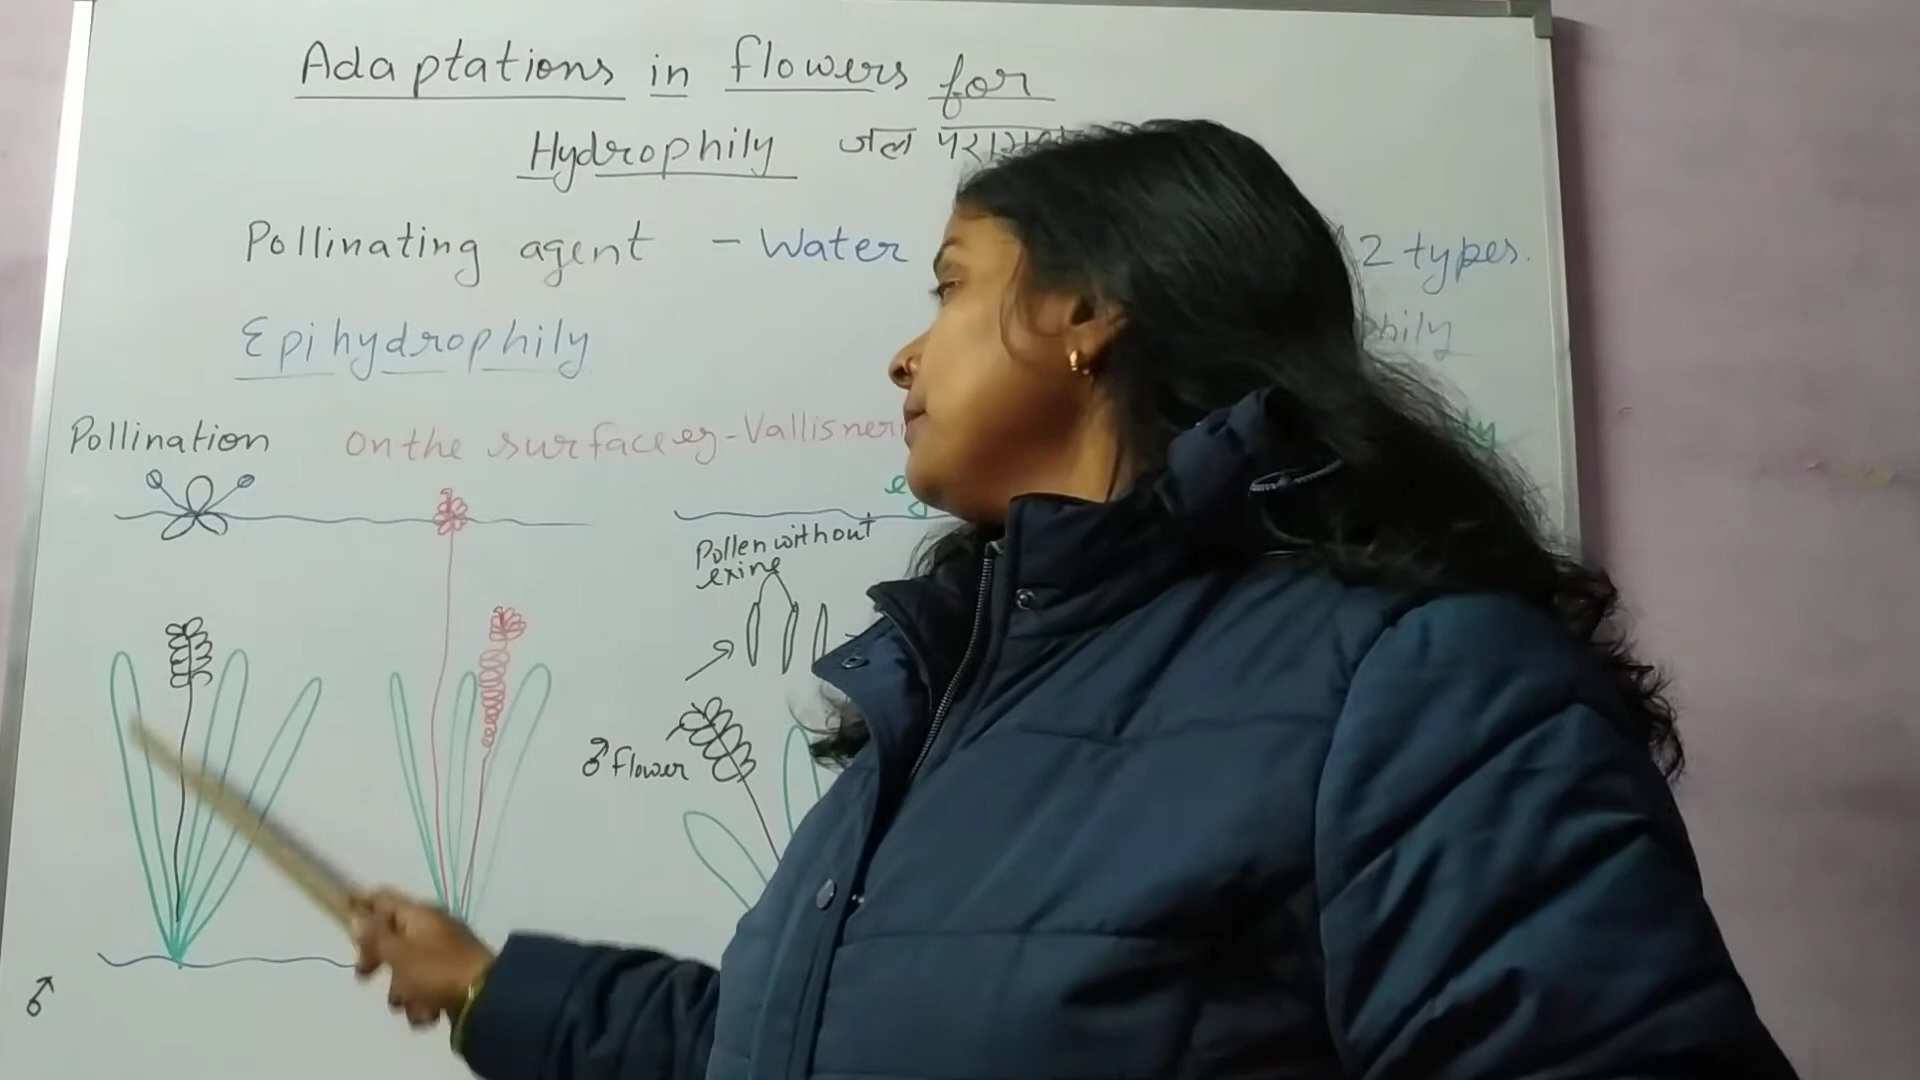 Adaptations in flowers for
Hydrophily जल
Pollinating agent - Water 2 types.
Epihydrophily
Pollination on the surface eg-
Pollen without
exine
♂ flower
♂